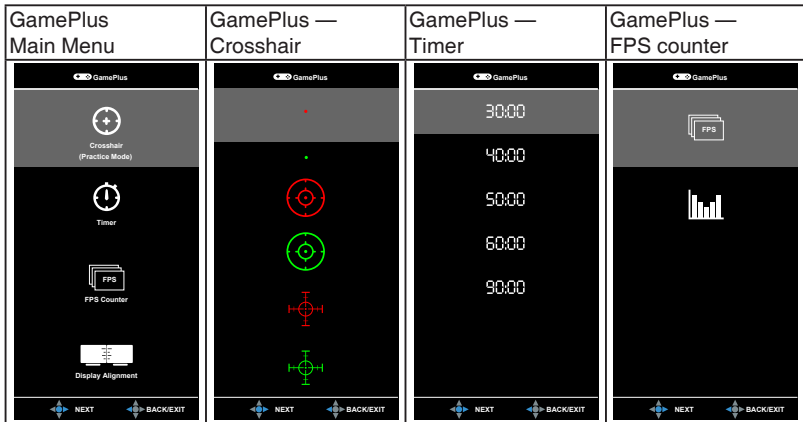 GamePlus
Main Menu
GamePlus —
Crosshair
GamePlus —
Timer
GamePlus —
FPS counter
GamePlus
Crosshair
(Practice Mode)
Timer
FPS
FPS Counter
Display Alignment
NEXT BACK/EXIT
GamePlus
NEXT BACK/EXIT
GamePlus
30:00
40:00
50:00
60:00
90:00
NEXT BACK/EXIT
GamePlus
FPS
NEXT BACK/EXIT